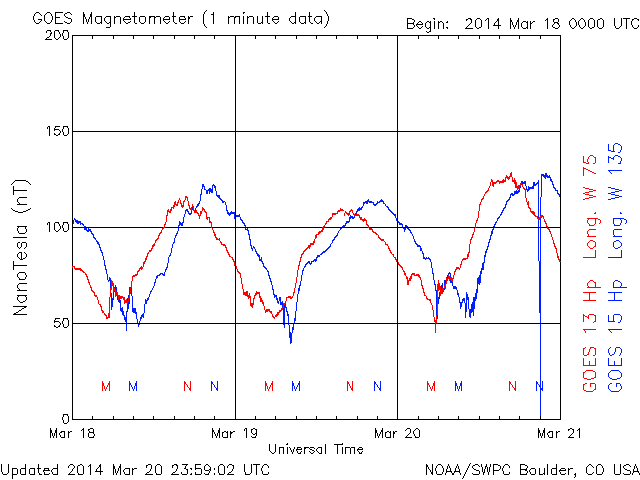 GOES Magnetometer (1 minute data)
Begin: 2014 Mar 18 0000 UTC
200
150
100
50
0
NanoTesla (nT)
M M N N M M N N M M N N
Mar 18 Mar 19 Mar 20 Mar 21
Universal Time
GOES 13 Hp Long. W 75
GOES 15 Hp Long. W 135
Updated 2014 Mar 20 23:59:02 UTC
NOAA/SWPC Boulder, CO USA